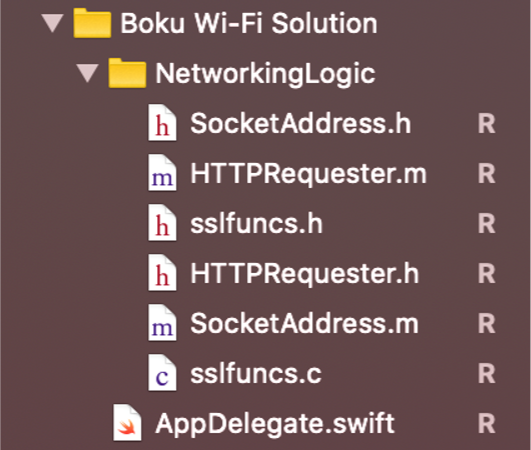 Boku Wi-Fi Solution
NetworkingLogic
h SocketAddress.h R
m HTTPRequester.m R
h sslfuncs.h R
h HTTPRequester.h R
m SocketAddress.m R
c sslfuncs.c R
AppDelegate.swift R